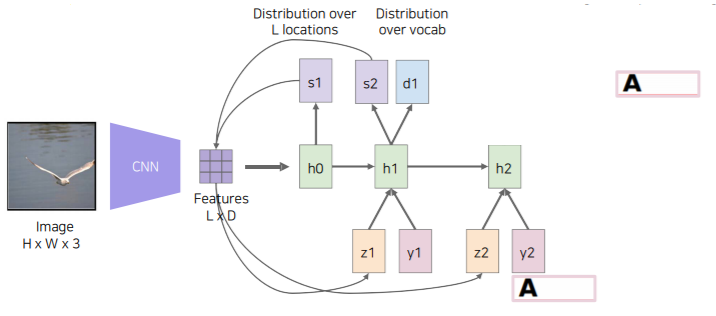 Distribution over
L locations
Distribution
over vocab
s1
s2
d1
A
CNN
h0
h1
h2
Features
L x D
Image
H x W x 3
z1
y1
z2
y2
A